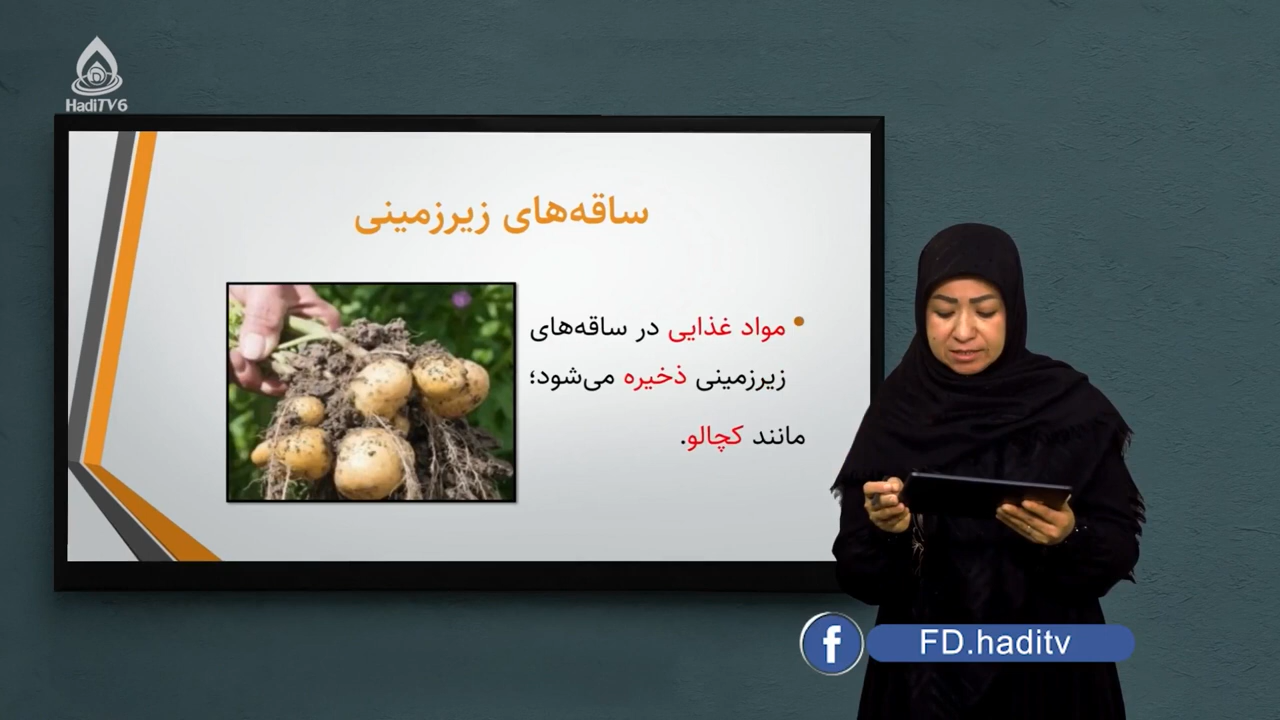 HadiTV6
ساقه‌های زیرزمینی
• مواد غذایی در ساقه‌های
زیرزمینی ذخیره می‌شود؛
مانند کچالو.
f FD.haditv